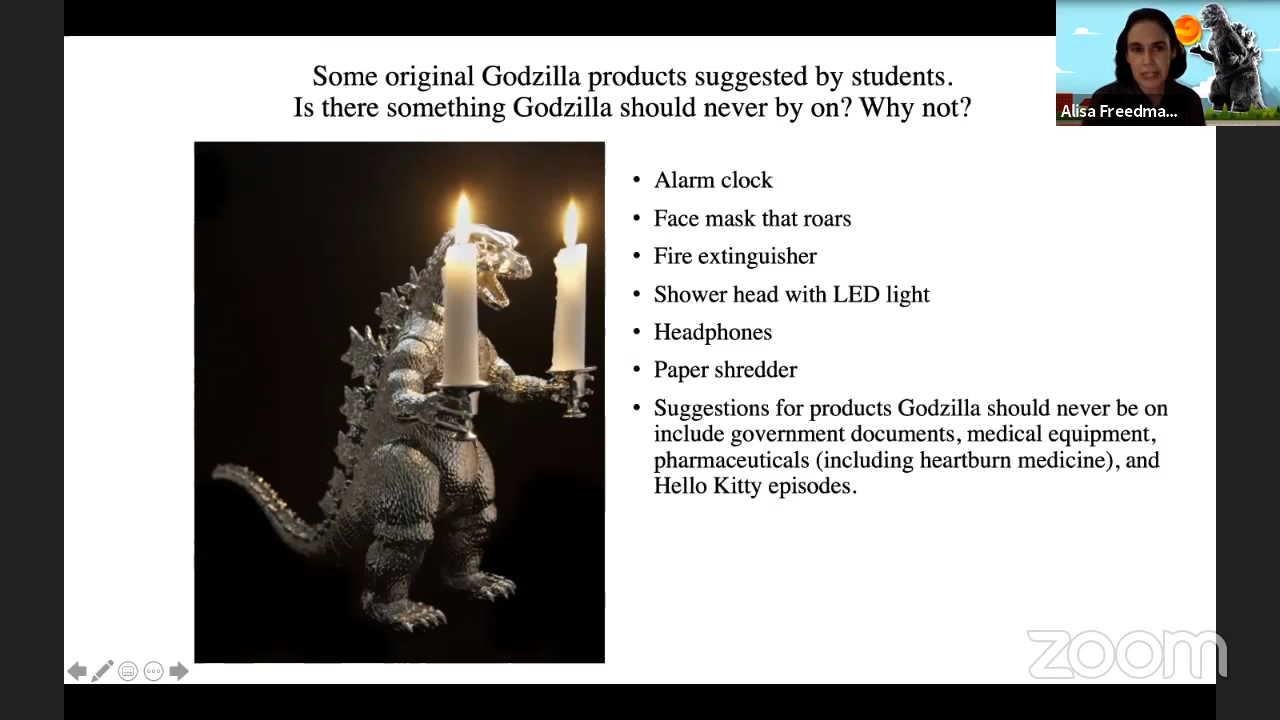 Some original Godzilla products suggested by students.
Is there something Godzilla should never by on? Why not?
Alisa Freedma...
• Alarm clock
• Face mask that roars
• Fire extinguisher
• Shower head with LED light
• Headphones
• Paper shredder
• Suggestions for products Godzilla should never be on
include government documents, medical equipment,
pharmaceuticals (including heartburn medicine), and
Hello Kitty episodes.
zoom